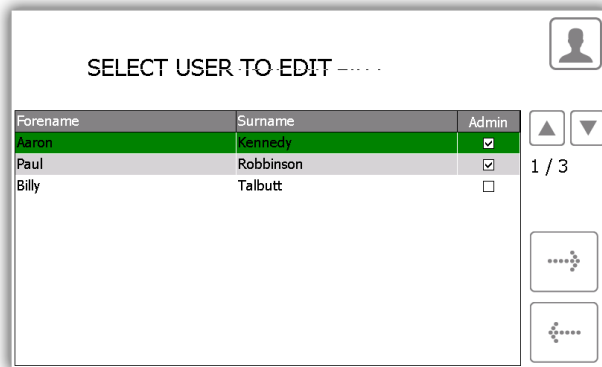 SELECT USER TO EDIT
Forename Surname Admin
Aaron Kennedy
Paul Robbinson
Billy Talbutt
1 / 3